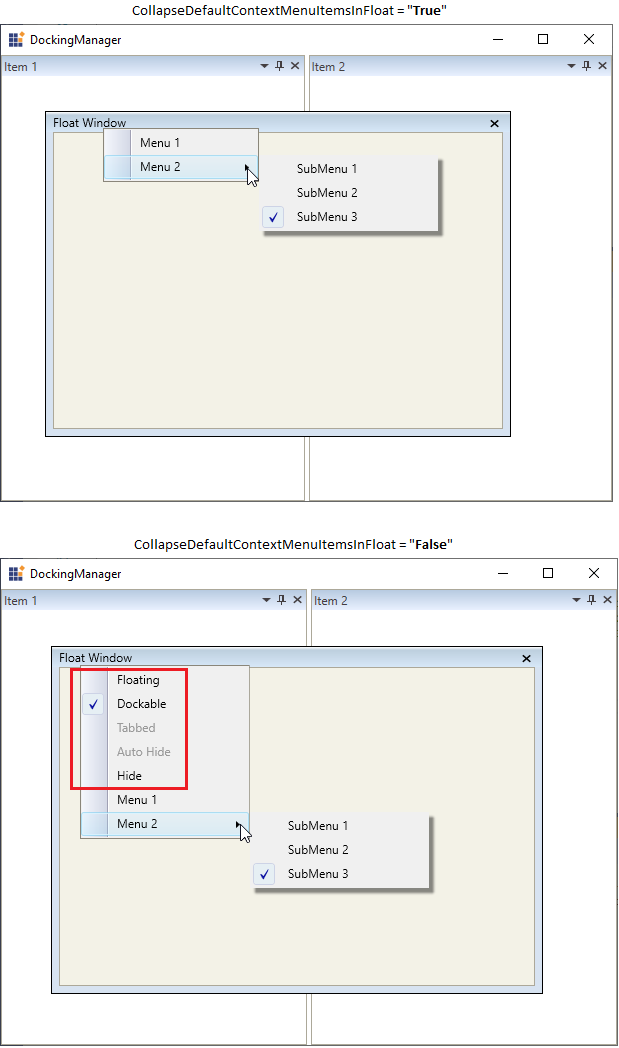 CollapseDefaultContextMenuItemsInFloat = "True"
DockingManager
Item 1
Item 2
Float Window
Menu 1
Menu 2
SubMenu 1
SubMenu 2
SubMenu 3
CollapseDefaultContextMenuItemsInFloat = "False"
DockingManager
Item 1
Item 2
Float Window
Floating
Dockable
Tabbed
Auto Hide
Hide
Menu 1
Menu 2
SubMenu 1
SubMenu 2
SubMenu 3